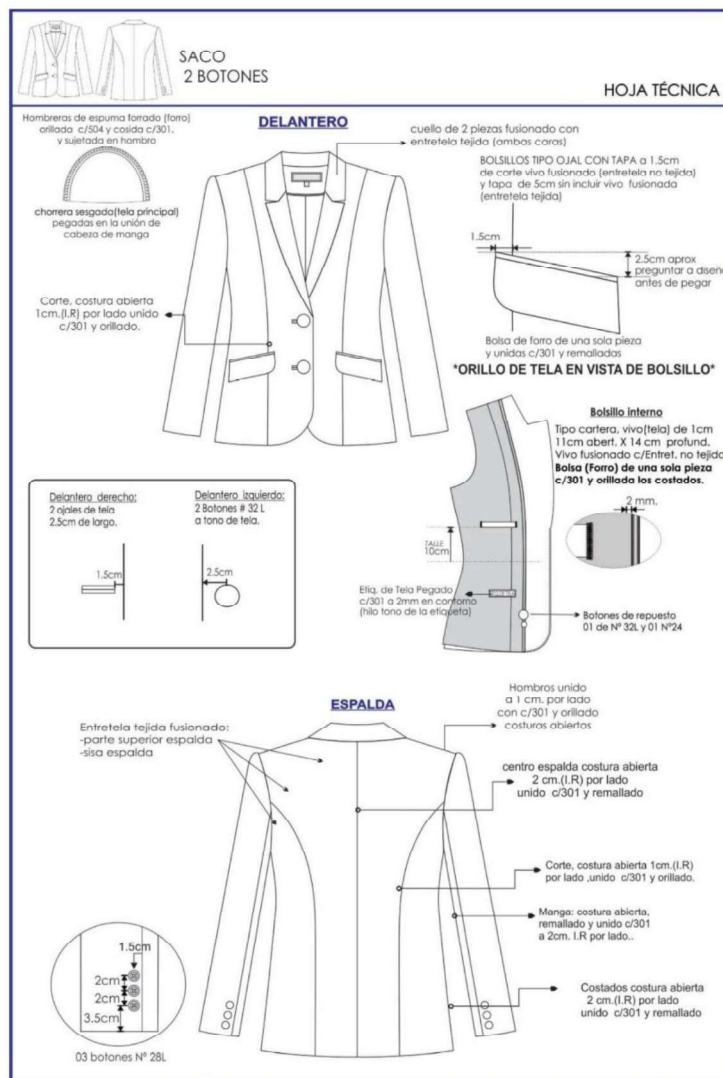 SACO
2 BOTONES
HOJA TÉCNICA
Hombreras de espuma forrado (forro)
orillada c/504 y cosida c/301.
y sujetada en hombro
chorrera sesgada(tela principal)
pegadas en la unión de
cabeza de manga
DELANTERO
cuello de 2 piezas fusionado con
entretela tejida (ambas caras)
BOLSILLOS TIPO OJAL CON TAPA a 1.5cm
de corte vivo fusionado (entretela no tejida)
y tapa de 5cm sin incluir vivo fusionada
(entretela tejida)
1.5cm
2.5cm aprox
preguntar a diseño
antes de pegar
Corte, costura abierta
1cm.(I.R) por lado unido
c/301 y orillado.
Bolsa de forro de una sola pieza
y unidas c/301 y remalladas
*ORILLO DE TELA EN VISTA DE BOLSILLO*
Bolsillo interno
Tipo cartera, vivo(tela) de 1cm
11cm abert. X 14 cm profund.
Vivo fusionado c/Entret. no tejida
Bolsa (Forro) de una sola pieza
c/301 y orillada los costados.
2 mm.
TALLE
10cm
Delantero derecho:
2 ojales de tela
2.5cm de largo.
1.5cm
Delantero izquierdo:
2 Botones # 32 L
a tono de tela.
2.5cm
Etiq. de Tela Pegado
c/301 a 2mm en contorno
(hilo tono de la etiqueta)
Botones de repuesto
01 de Nº 32L y 01 Nº24
ESPALDA
Entretela tejida fusionado:
-parte superior espalda
-sisa espalda
Hombros unido
a 1 cm. por lado
con c/301 y orillado
costuras abiertas
centro espalda costura abierta
2 cm.(I.R) por lado
unido c/301 y remallado
Corte, costura abierta 1cm.(I.R)
por lado ,unido c/301 y orillado.
Manga: costura abierta,
remallado y unido c/301
a 2cm. I.R por lado..
Costados costura abierta
2 cm.(I.R) por lado
unido c/301 y remallado
1.5cm
2cm
2cm
3.5cm
03 botones Nº 28L